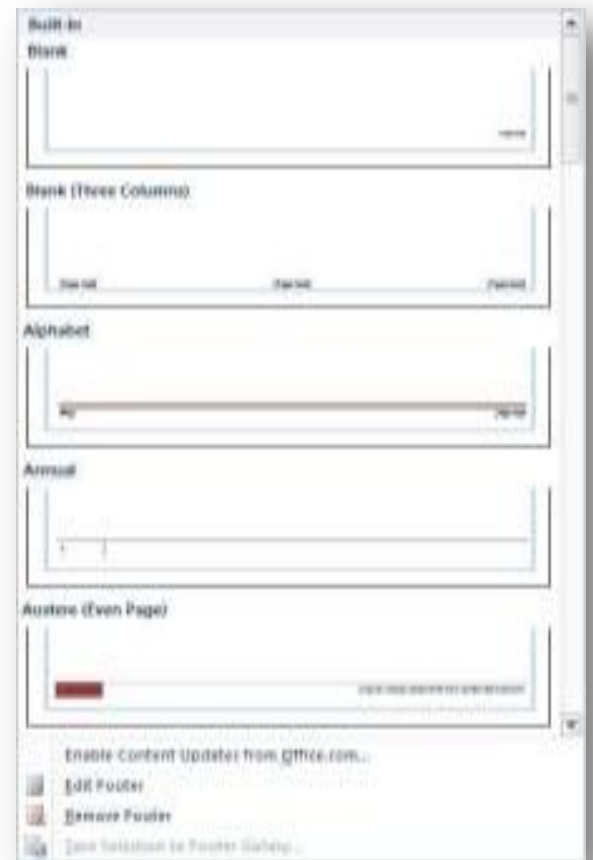 Built-In
Blank
Blank (Three Columns)
Alphabet
Annual
Austere (Even Page)
Enable Content Updates from Office.com...
Edit Footer
Remove Footer
Save Selection to Footer Gallery...